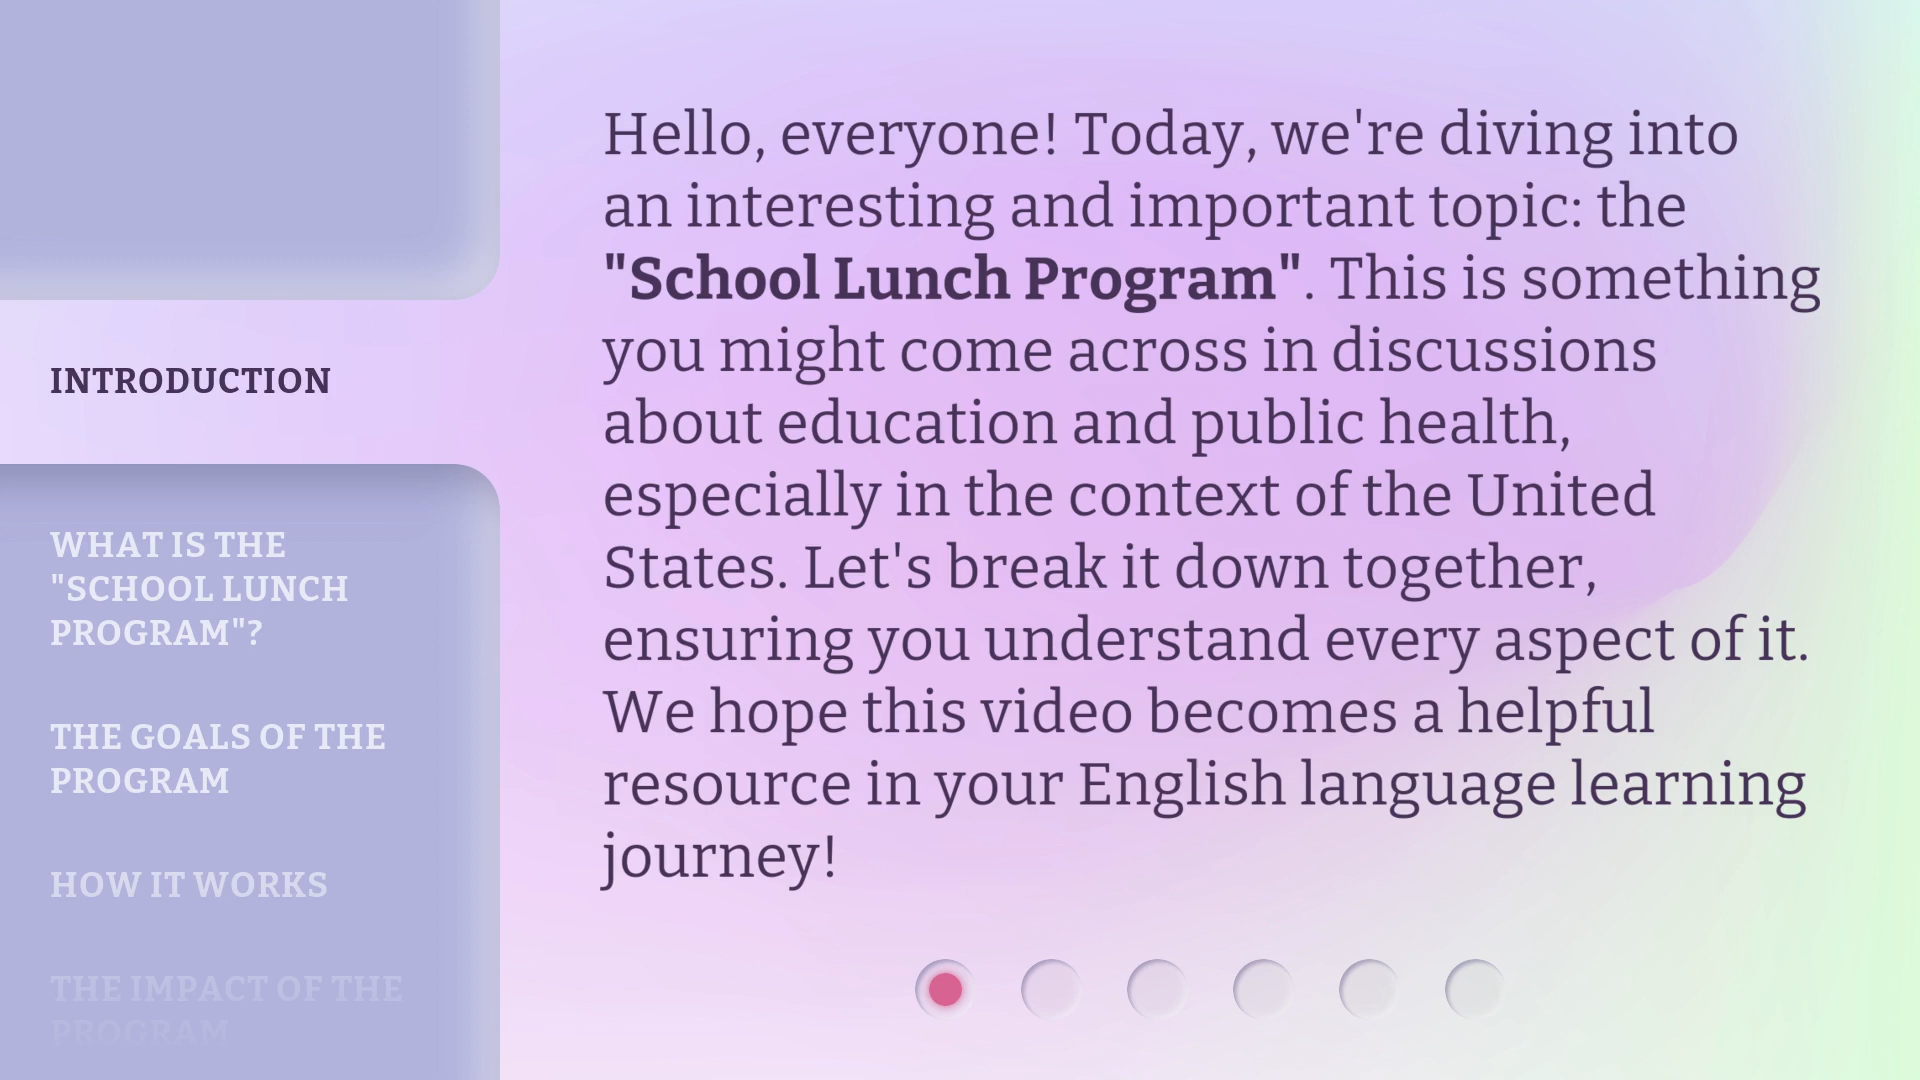 INTRODUCTION
WHAT IS THE
"SCHOOL LUNCH
PROGRAM"?
THE GOALS OF THE
PROGRAM
HOW IT WORKS
THE IMPACT OF THE
PROGRAM
Hello, everyone! Today, we're diving into
an interesting and important topic: the
"School Lunch Program". This is something
you might come across in discussions
about education and public health,
especially in the context of the United
States. Let's break it down together,
ensuring you understand every aspect of it.
We hope this video becomes a helpful
resource in your English language learning
journey!